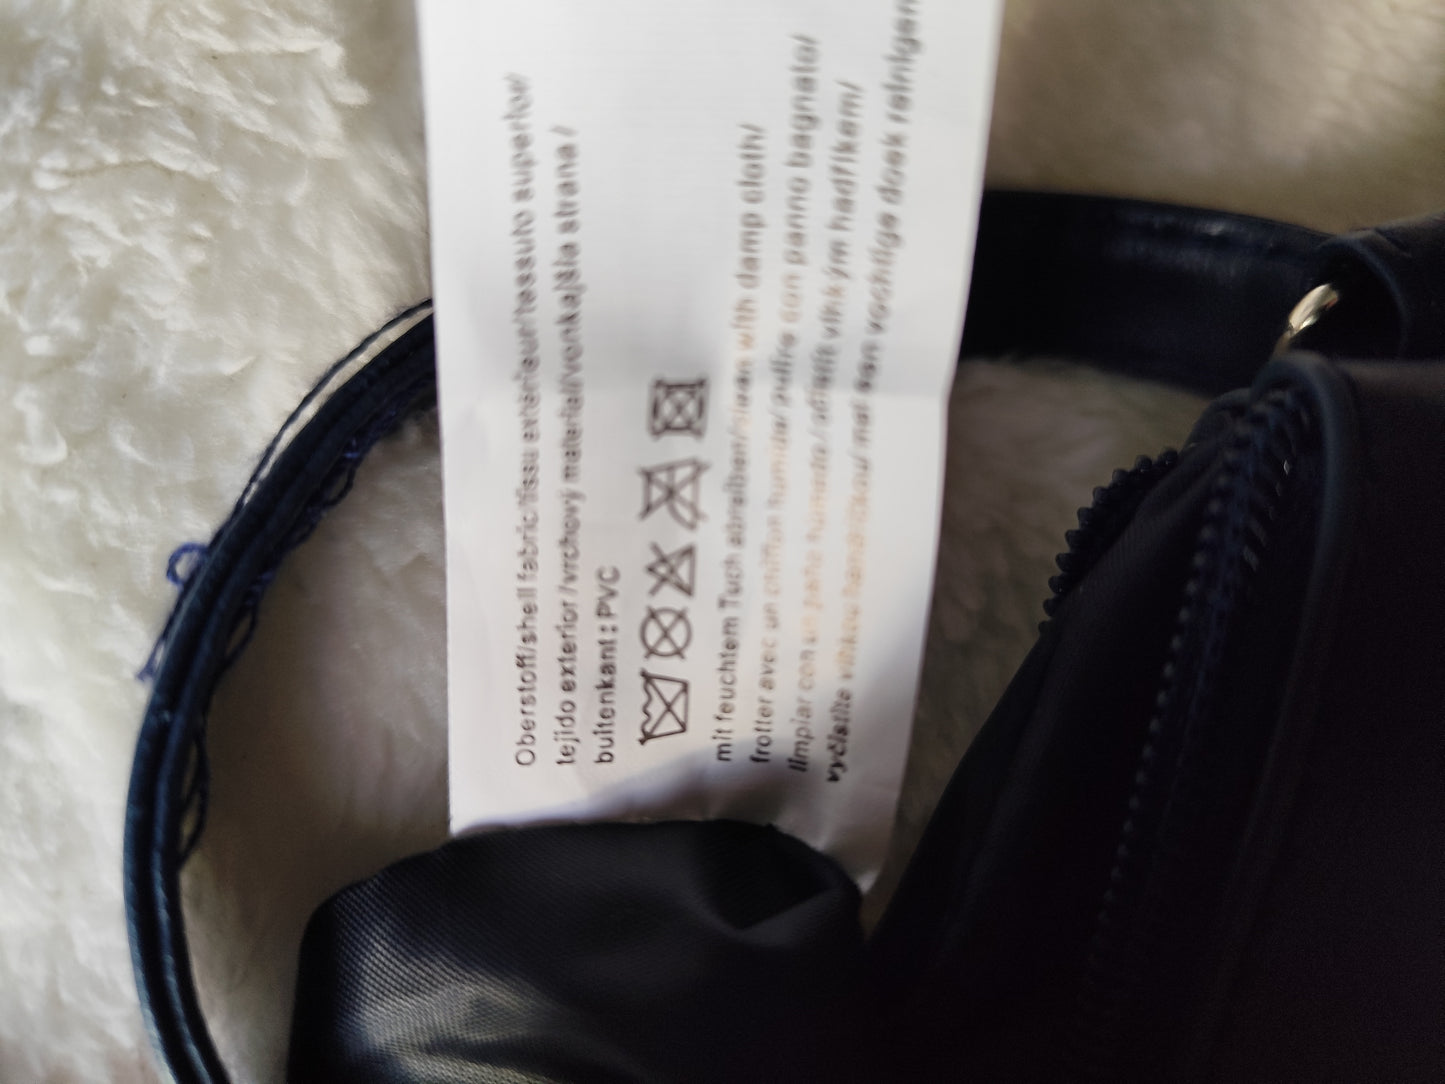 Oberstoff/shell fabric/tissu extérieur/tessuto superior/
tejido exterior /vrchový materiel/vonkajšia strana /
buitenkant : PVC
mit feuchtem Tuch abreiben/clean with damp cloth/
frotter avec un chiffon humide/ pulire con panno bagnato/
limpiar con un paño humedo/ otřít vlhkým hadříkem/
vyčistite vlhkou handričkou/ met een vochtige doek reinigen